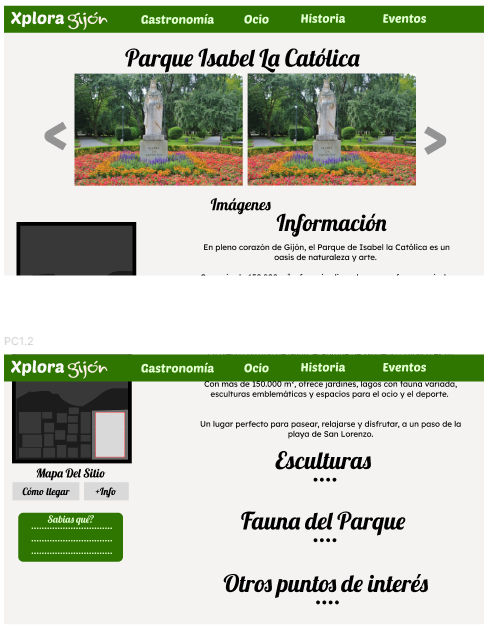 Xplora gijón Gastronomía Ocio Historia Eventos
Parque Isabel La Católica
< >
Imágenes
Información
En pleno corazón de Gijón, el Parque de Isabel la Católica es un
oasis de naturaleza y arte.
PC1.2
Xplora gijón Gastronomía Ocio Historia Eventos
Con más de 150.000 m², ofrece jardines, lagos con fauna variada,
esculturas emblemáticas y espacios para el ocio y el deporte.
Un lugar perfecto para pasear, relajarse y disfrutar, a un paso de la
playa de San Lorenzo.
Mapa Del Sitio
Cómo llegar +Info
Sabias qué?
Esculturas
••••
Fauna del Parque
••••
Otros puntos de interés
••••